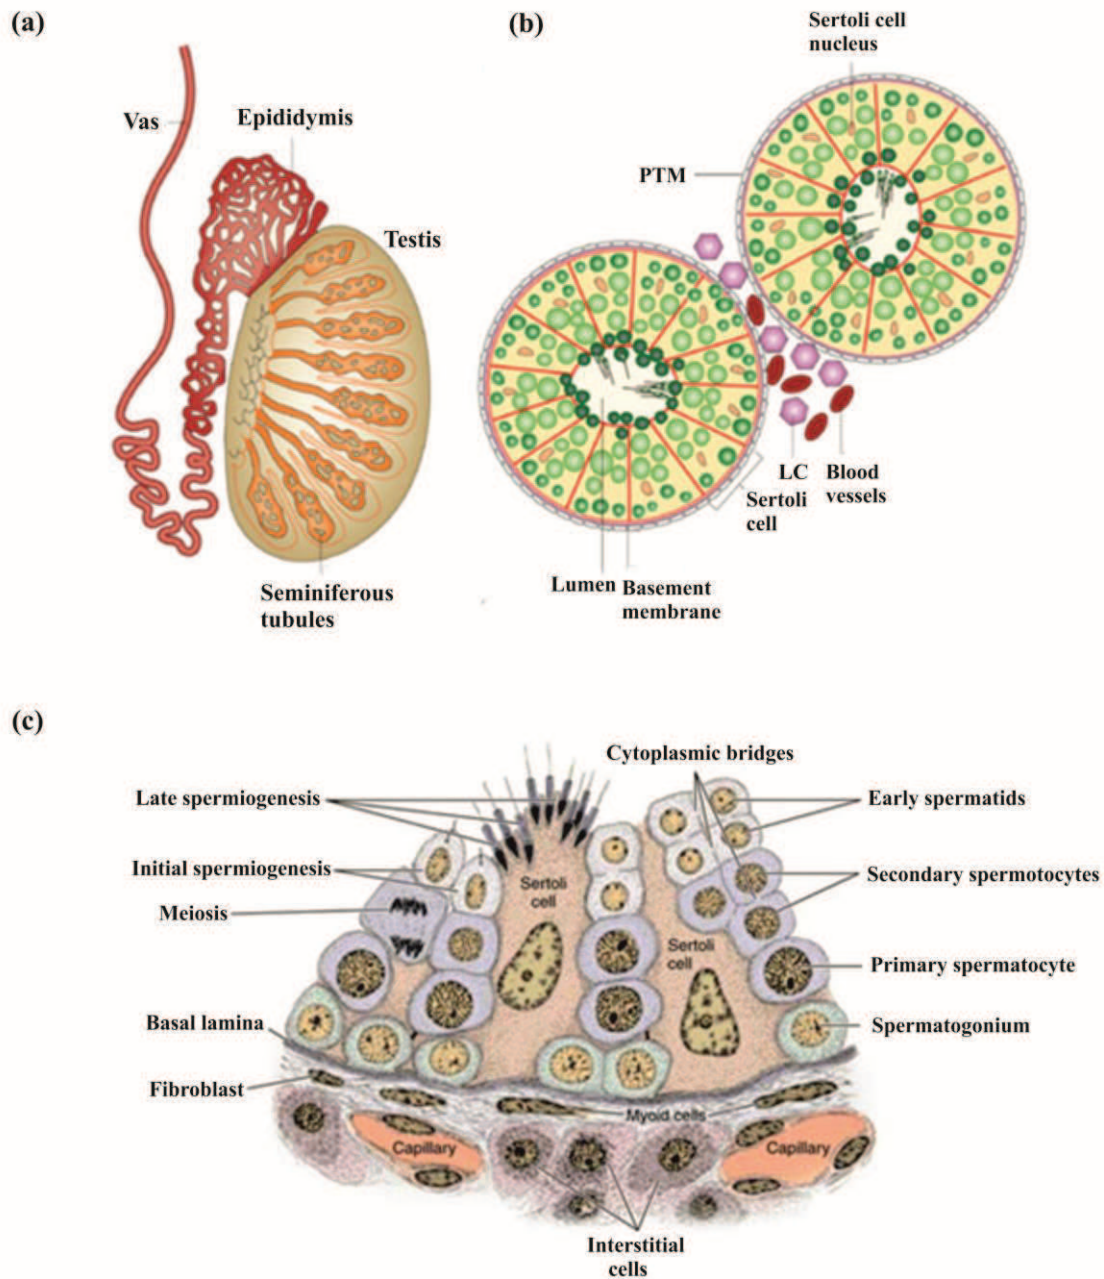 (a)
Vas
Epididymis
Testis
Seminiferous
tubules
(b)
Sertoli cell
nucleus
PTM
LC
Blood
vessels
Sertoli
cell
Lumen
Basement
membrane
(c)
Cytoplasmic bridges
Late spermiogenesis
Early spermatids
Initial spermiogenesis
Secondary spermotocytes
Meiosis
Sertoli
cell
Sertoli
cell
Primary spermatocyte
Basal lamina
Spermatogonium
Fibroblast
Myoid cells
Capillary
Capillary
Interstitial
cells